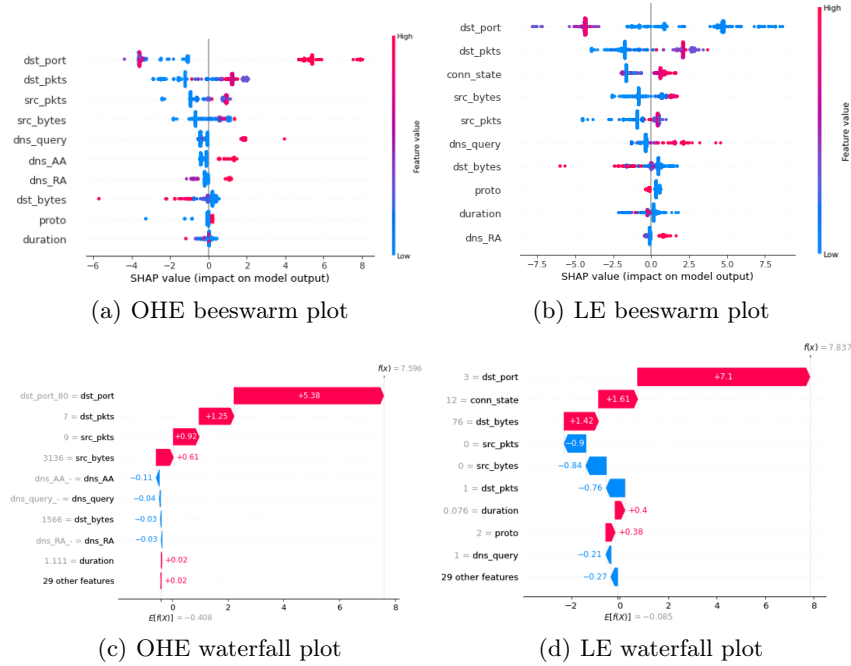 High
dst_port
dst_pkts
src_pkts
src_bytes
dns_query
dns_AA
dns_RA
dst_bytes
proto
duration
Feature value
Low
−6 −4 −2 0 2 4 6 8
SHAP value (impact on model output)
(a) OHE beeswarm plot
High
dst_port
dst_pkts
conn_state
src_bytes
src_pkts
dns_query
dst_bytes
proto
duration
dns_RA
Feature value
Low
−7.5 −5.0 −2.5 0.0 2.5 5.0 7.5
SHAP value (impact on model output)
(b) LE beeswarm plot
f(x) = 7.596
dst_port_80 = dst_port +5.38
7 = dst_pkts +1.25
9 = src_pkts +0.92
3136 = src_bytes +0.61
dns_AA_- = dns_AA −0.11
dns_query_- = dns_query −0.04
1566 = dst_bytes −0.03
dns_RA_- = dns_RA −0.03
1.111 = duration +0.02
29 other features +0.02
0 2 4 6 8
E[f(X)] = −0.408
(c) OHE waterfall plot
f(x) = 7.837
3 = dst_port +7.1
12 = conn_state +1.61
76 = dst_bytes +1.42
0 = src_pkts −0.9
0 = src_bytes −0.84
1 = dst_pkts −0.76
0.076 = duration +0.4
2 = proto +0.38
1 = dns_query −0.21
29 other features −0.27
−2 0 2 4 6 8
E[f(X)] = −0.085
(d) LE waterfall plot